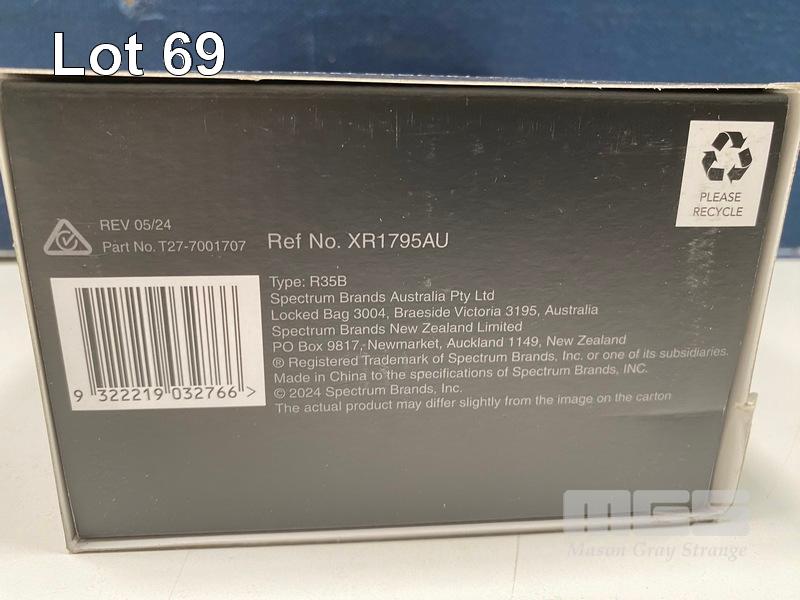 Lot 69
PLEASE
RECYCLE
REV 05/24
Part No. T27-7001707
Ref No. XR1795AU
Type: R35B
Spectrum Brands Australia Pty Ltd
Locked Bag 3004, Braeside Victoria 3195, Australia
Spectrum Brands New Zealand Limited
PO Box 9817, Newmarket, Auckland 1149, New Zealand
® Registered Trademark of Spectrum Brands, Inc. or one of its subsidiaries.
Made in China to the specifications of Spectrum Brands, INC.
© 2024 Spectrum Brands, Inc.
The actual product may differ slightly from the image on the carton
9 322219 032766 >
MGS
Mason Gray Strange